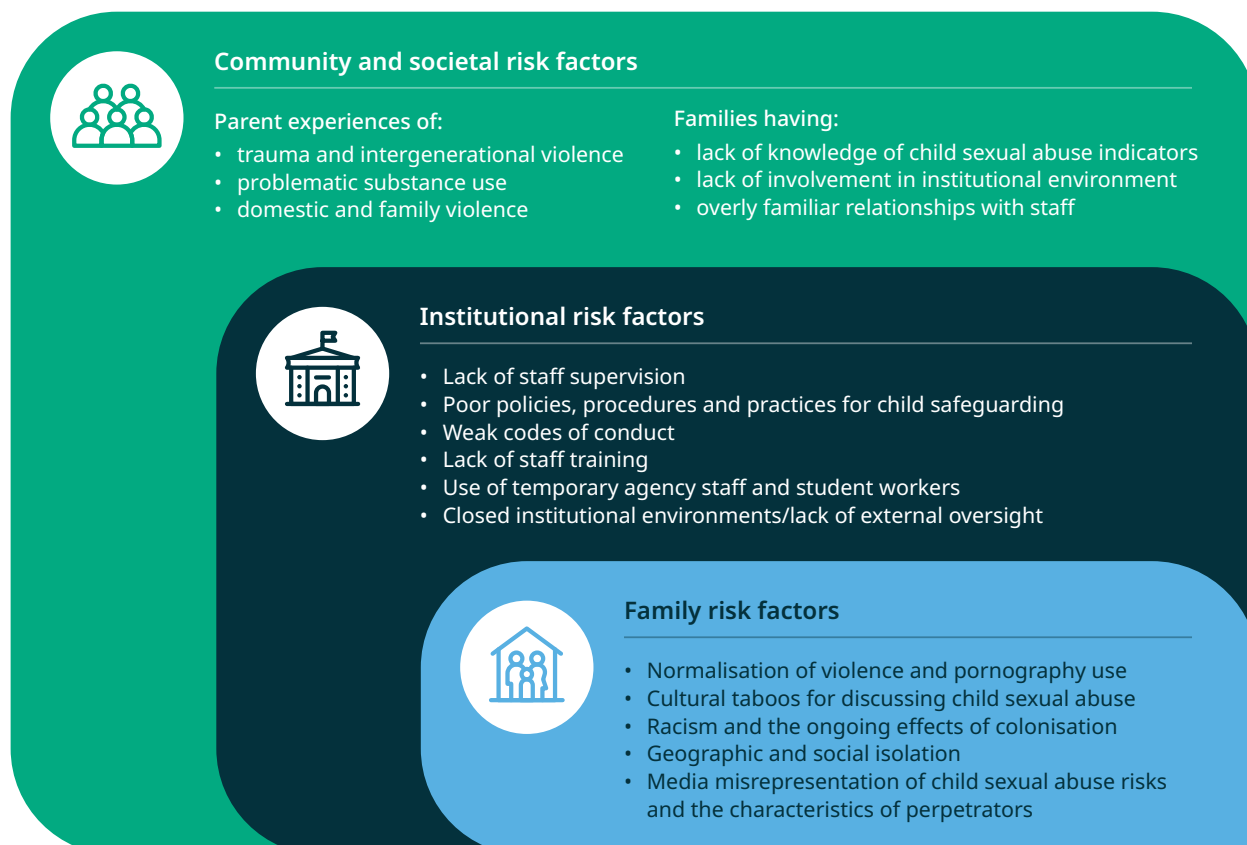 Community and societal risk factors
Parent experiences of:
• trauma and intergenerational violence
• problematic substance use
• domestic and family violence
Families having:
• lack of knowledge of child sexual abuse indicators
• lack of involvement in institutional environment
• overly familiar relationships with staff
Institutional risk factors
• Lack of staff supervision
• Poor policies, procedures and practices for child safeguarding
• Weak codes of conduct
• Lack of staff training
• Use of temporary agency staff and student workers
• Closed institutional environments/lack of external oversight
Family risk factors
• Normalisation of violence and pornography use
• Cultural taboos for discussing child sexual abuse
• Racism and the ongoing effects of colonisation
• Geographic and social isolation
• Media misrepresentation of child sexual abuse risks
and the characteristics of perpetrators